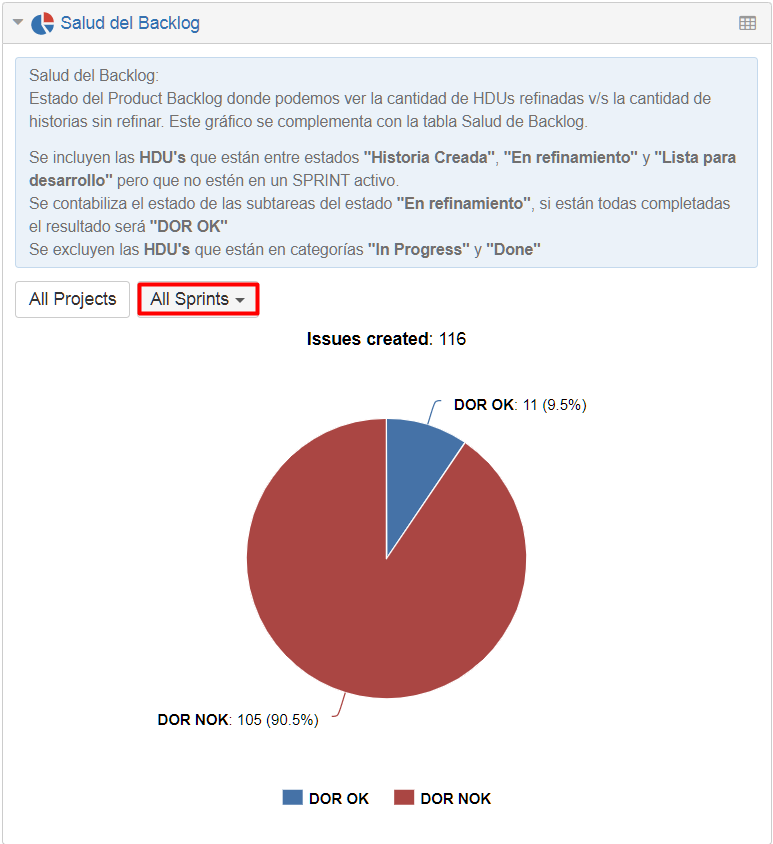 Salud del Backlog
Salud del Backlog:
Estado del Product Backlog donde podemos ver la cantidad de HDUs refinadas v/s la cantidad de
historias sin refinar. Este gráfico se complementa con la tabla Salud de Backlog.
Se incluyen las HDU's que están entre estados "Historia Creada", "En refinamiento" y "Lista para
desarrollo" pero que no estén en un SPRINT activo.
Se contabiliza el estado de las subtareas del estado "En refinamiento", si están todas completadas
el resultado será "DOR OK"
Se excluyen las HDU's que están en categorías "In Progress" y "Done"
All Projects
All Sprints
Issues created: 116
DOR OK: 11 (9.5%)
DOR NOK: 105 (90.5%)
DOR OK
DOR NOK